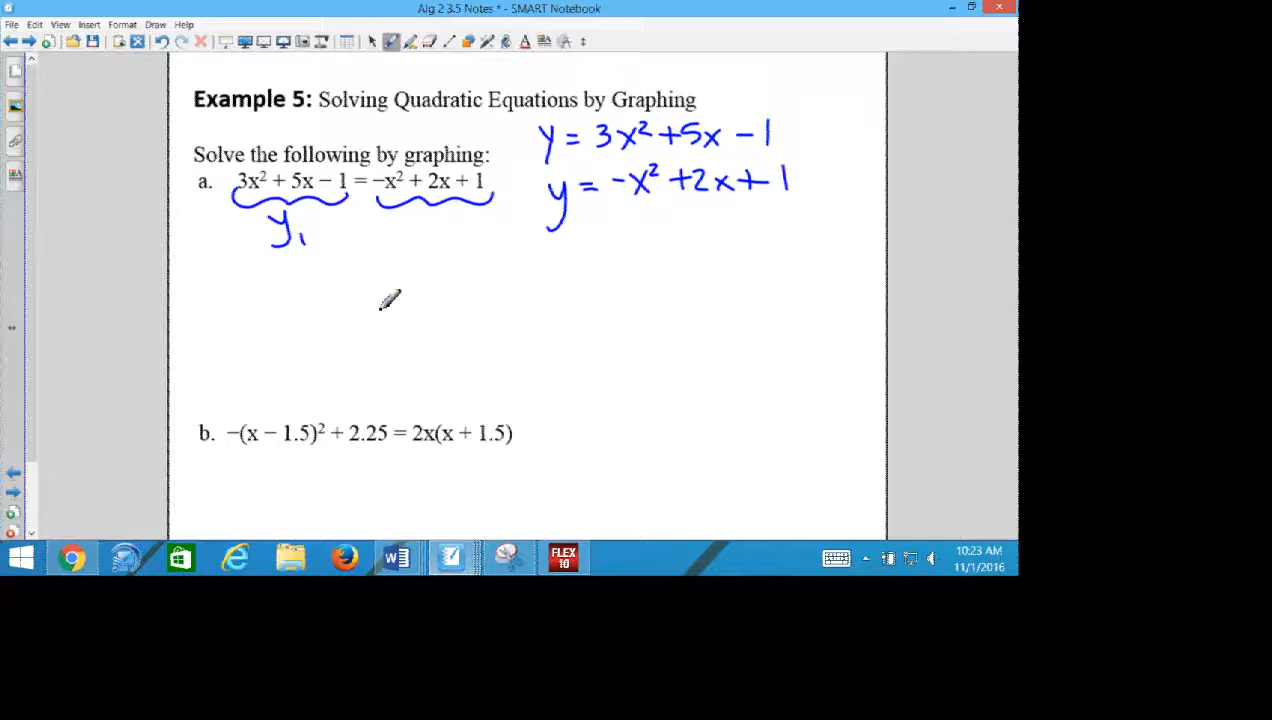 Alg 2 3.5 Notes * - SMART Notebook
File Edit View Insert Format Draw Help
Example 5: Solving Quadratic Equations by Graphing
y = 3x² + 5x − 1
Solve the following by graphing:
a. 3x² + 5x − 1 = −x² + 2x + 1
y = -x² + 2x + 1
y₁
b. −(x − 1.5)² + 2.25 = 2x(x + 1.5)
W
FLEX
10
10:23 AM
11/1/2016